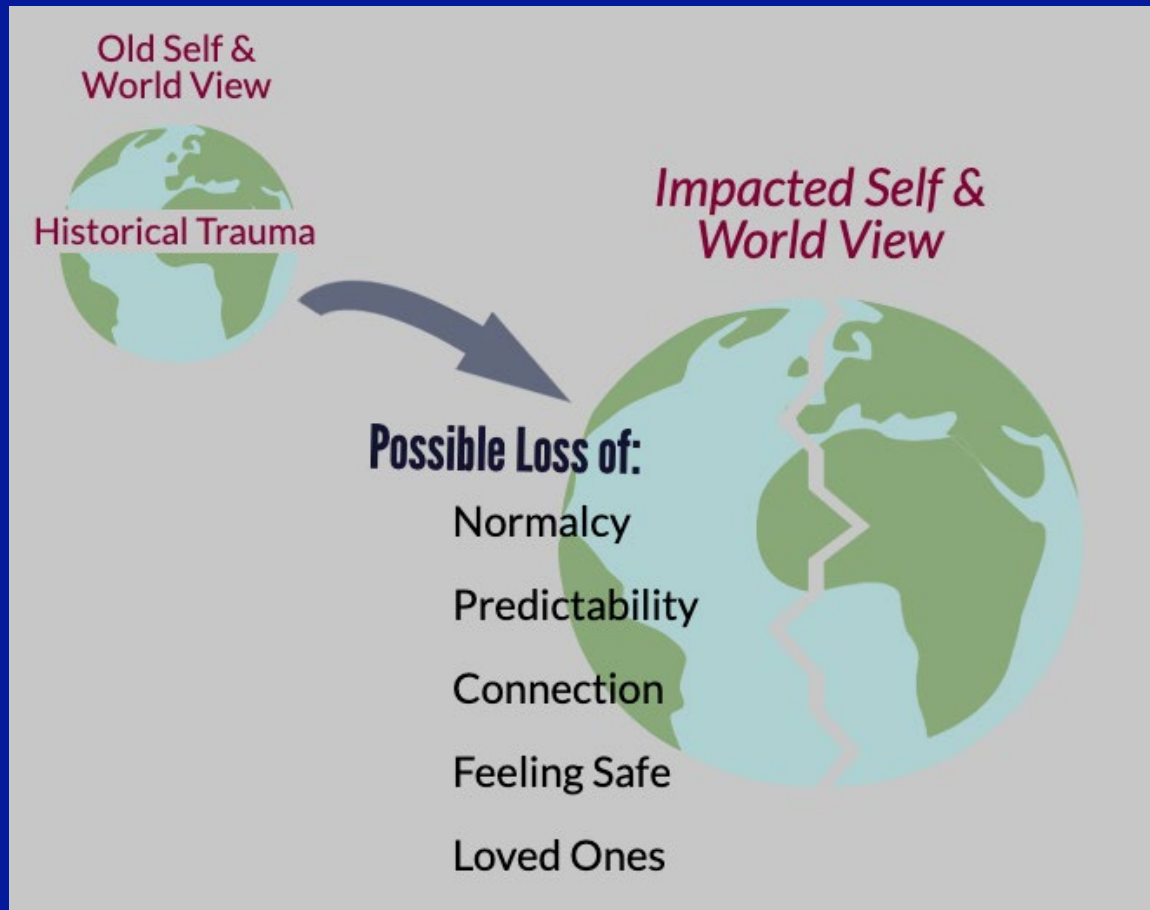 Old Self &
World View
Historical Trauma
Impacted Self &
World View
Possible Loss of:
Normalcy
Predictability
Connection
Feeling Safe
Loved Ones